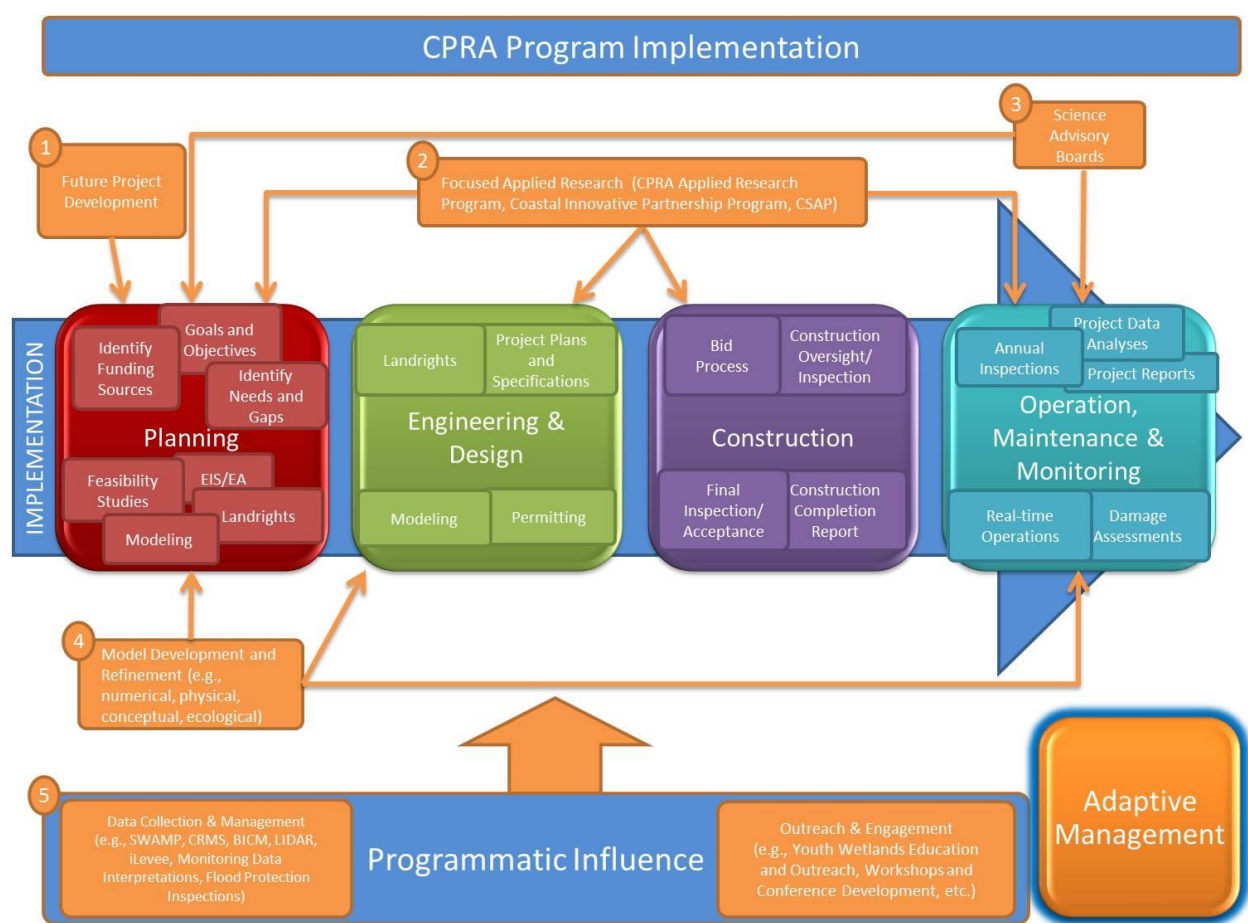 CPRA Program Implementation
1
Future Project
Development
2
Focused Applied Research (CPRA Applied Research
Program, Coastal Innovative Partnership Program, CSAP)
3
Science
Advisory
Boards
IMPLEMENTATION
Identify
Funding
Sources
Goals and
Objectives
Identify
Needs and
Gaps
Planning
Feasibility
Studies
EIS/EA
Landrights
Modeling
Landrights
Project Plans
and
Specifications
Engineering &
Design
Modeling
Permitting
Bid
Process
Construction
Oversight/
Inspection
Construction
Final
Inspection/
Acceptance
Construction
Completion
Report
Annual
Inspections
Project Data
Analyses
Project Reports
Operation,
Maintenance &
Monitoring
Real-time
Operations
Damage
Assessments
4
Model Development and
Refinement (e.g.,
numerical, physical,
conceptual, ecological)
5
Data Collection & Management
(e.g., SWAMP, CRMS, BICM, LIDAR,
iLevee, Monitoring Data
Interpretations, Flood Protection
Inspections)
Programmatic Influence
Outreach & Engagement
(e.g., Youth Wetlands Education
and Outreach, Workshops and
Conference Development, etc.)
Adaptive
Management